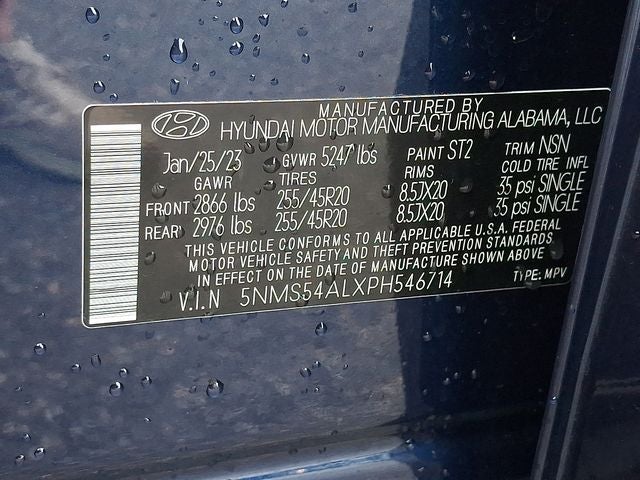 MANUFACTURED BY
HYUNDAI MOTOR MANUFACTURING ALABAMA, LLC
Jan/25/23 GVWR 5247 lbs PAINT ST2 TRIM NSN
GAWR TIRES RIMS COLD TIRE INFL
FRONT 2866 lbs 255/45R20 8.5JX20 35 psi SINGLE
REAR 2976 lbs 255/45R20 8.5JX20 35 psi SINGLE
THIS VEHICLE CONFORMS TO ALL APPLICABLE U.S.A. FEDERAL
MOTOR VEHICLE SAFETY AND THEFT PREVENTION STANDARDS
IN EFFECT ON THE DATE OF MANUFACTURE SHOWN ABOVE
V.I.N 5NMS54ALXPH546714 TYPE: MPV